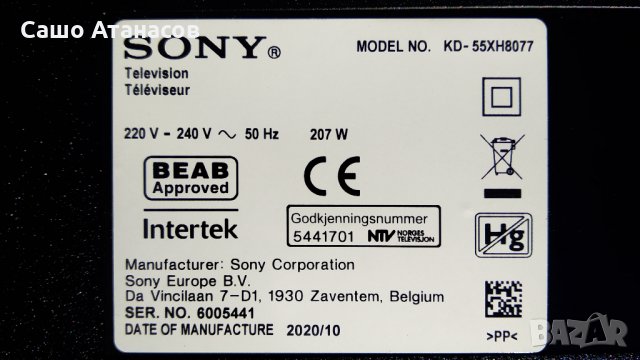 Сашо Атанасов
SONY®
MODEL NO. KD-55XH8077
Television
Téléviseur
220 V - 240 V ~ 50 Hz 207 W
BEAB
Approved
CE
Intertek
Godkjenningsnummer
5441701 NTV NORGES TELEVISJON
Hg
Manufacturer: Sony Corporation
Sony Europe B.V.
Da Vincilaan 7-D1, 1930 Zaventem, Belgium
SER. NO. 6005441
DATE OF MANUFACTURE 2020/10
>PP<
BAZAR